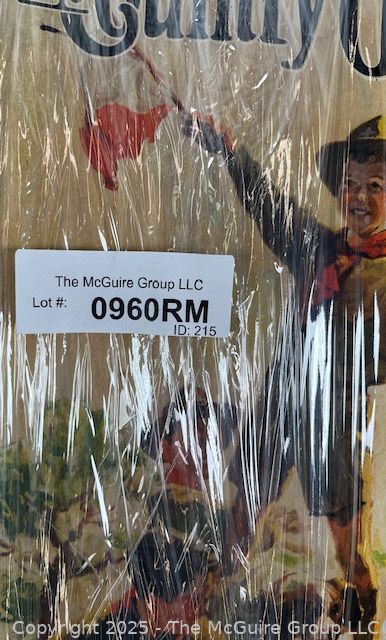 The McGuire Group LLC
Lot #: 0960RM
ID: 215
Copyright 2025 - The McGuire Group LLC